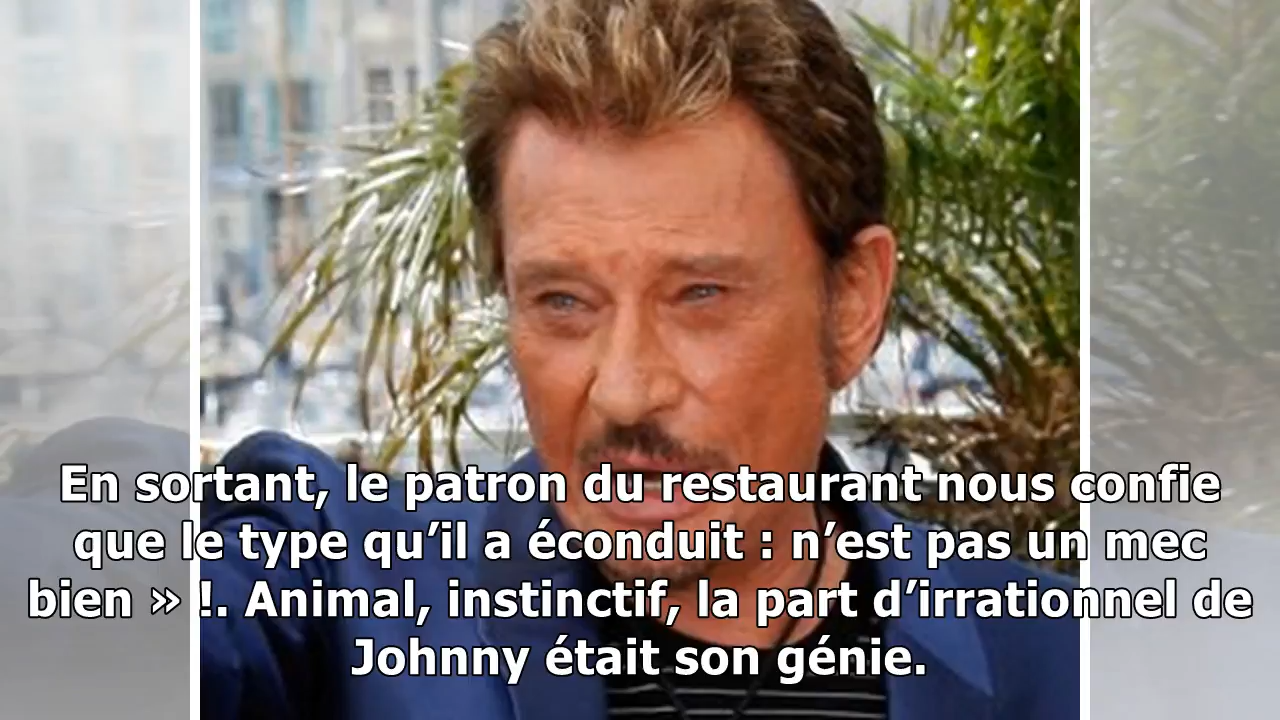 En sortant, le patron du restaurant nous confie
que le type qu’il a éconduit : n’est pas un mec
bien » !. Animal, instinctif, la part d’irrationnel de
Johnny était son génie.